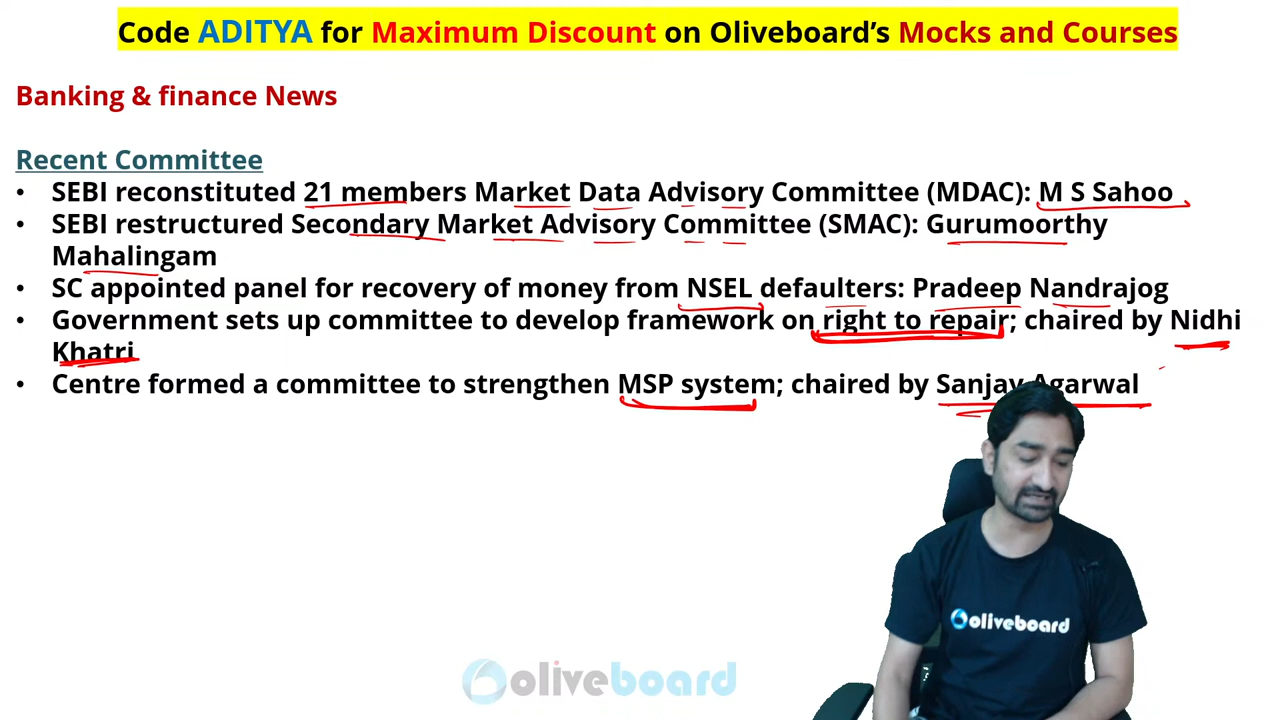 Code ADITYA for Maximum Discount on Oliveboard's Mocks and Courses
Banking & finance News
Recent Committee
• SEBI reconstituted 21 members Market Data Advisory Committee (MDAC): M S Sahoo
• SEBI restructured Secondary Market Advisory Committee (SMAC): Gurumoorthy
Mahalingam
• SC appointed panel for recovery of money from NSEL defaulters: Pradeep Nandrajog
• Government sets up committee to develop framework on right to repair; chaired by Nidhi
Khatri
• Centre formed a committee to strengthen MSP system; chaired by Sanjay Agarwal
oliveboard
oliveboard